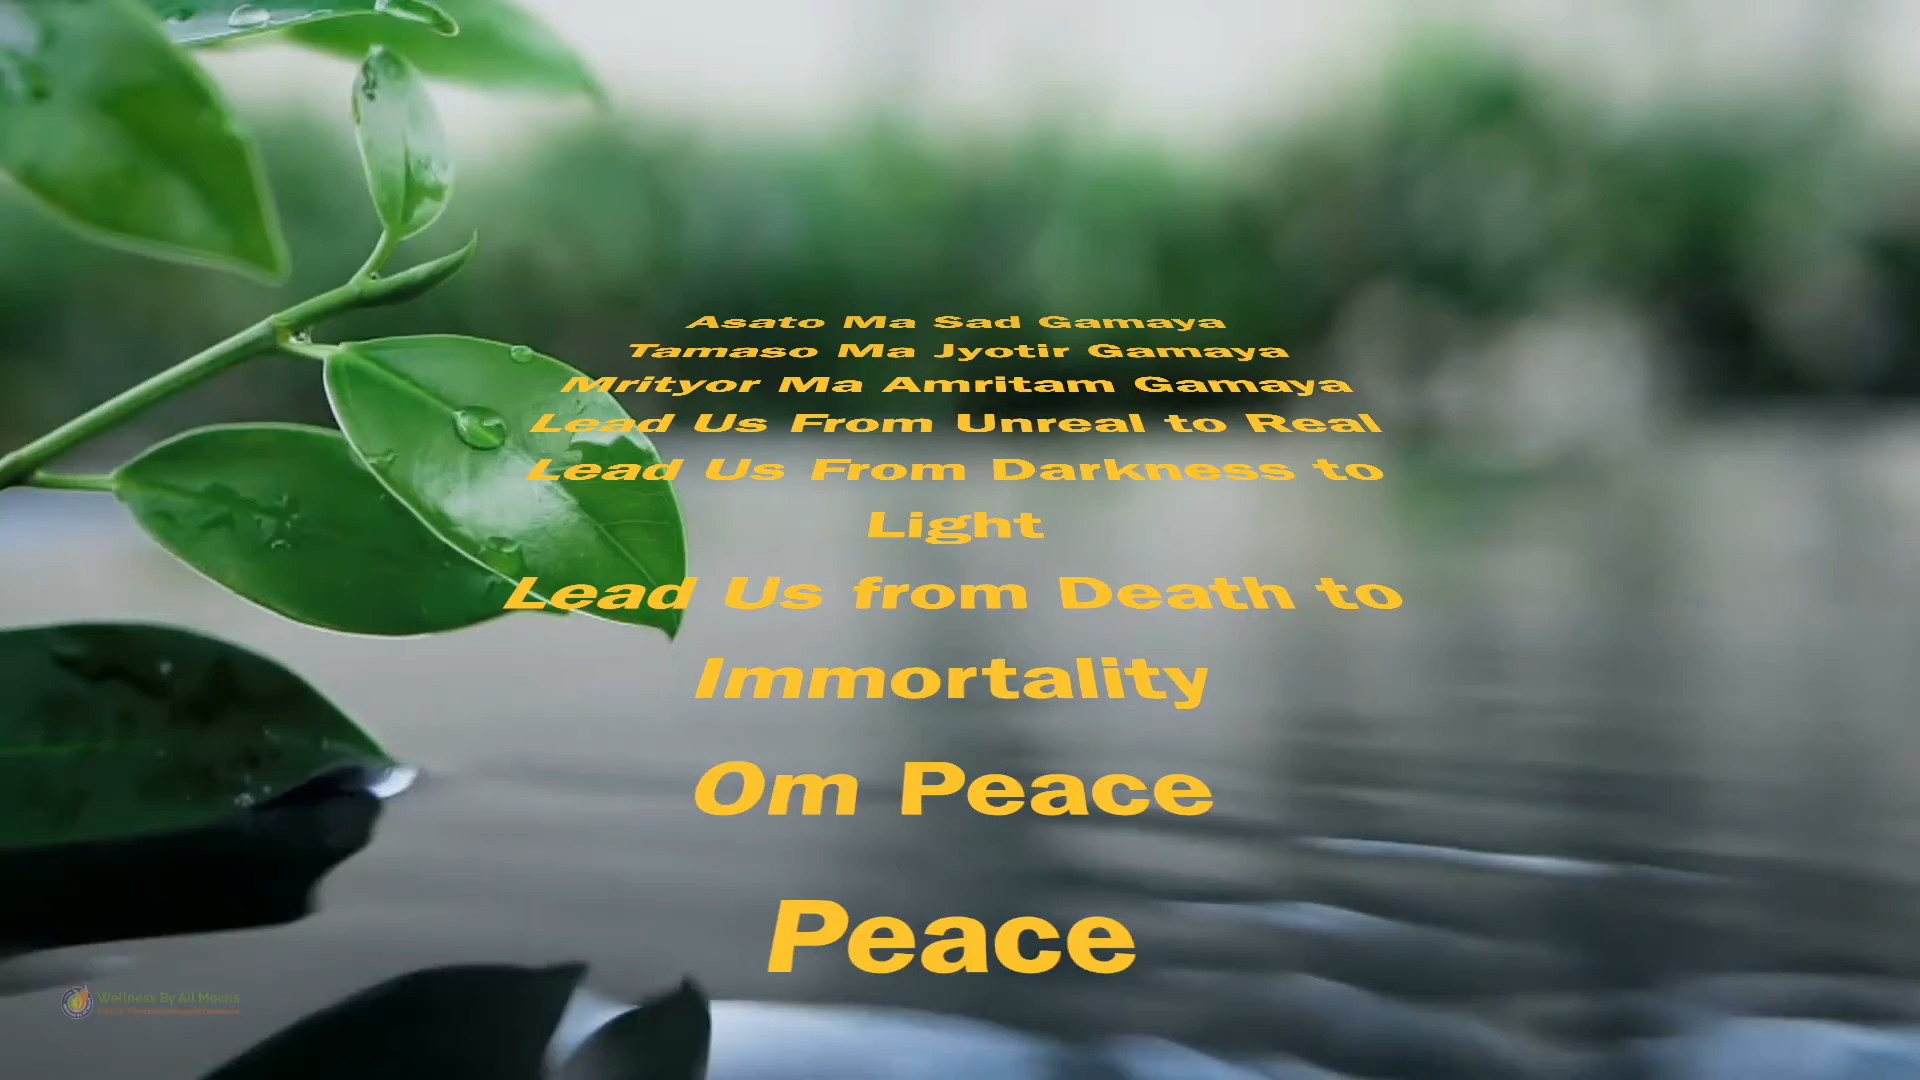 Asato Ma Sad Gamaya
Tamaso Ma Jyotir Gamaya
Mrityor Ma Amritam Gamaya
Lead Us From Unreal to Real
Lead Us From Darkness to
Light
Lead Us from Death to
Immortality
Om Peace
Peace
Wellness By All Means